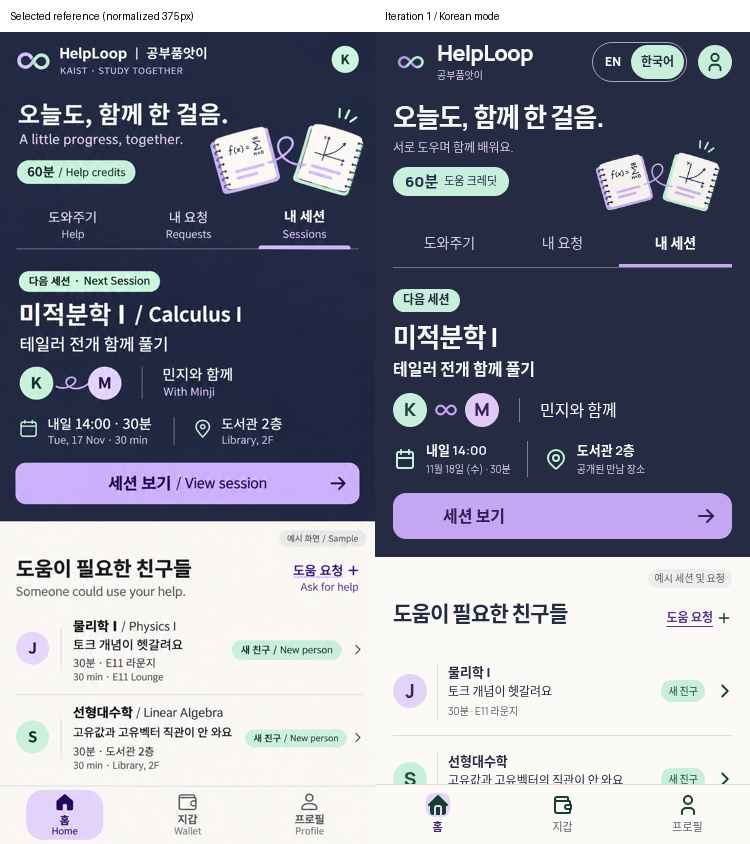 Selected reference (normalized 375px)
HelpLoop | 공부품앗이
KAIST · STUDY TOGETHER
K
오늘도, 함께 한 걸음.
A little progress, together.
60분 / Help credits
도와주기
Help
내 요청
Requests
내 세션
Sessions
다음 세션 · Next Session
미적분학 I / Calculus I
테일러 전개 함께 풀기
K
M
민지와 함께
With Minji
내일 14:00 · 30분
Tue, 17 Nov · 30 min
도서관 2층
Library, 2F
세션 보기 / View session
예시 화면 / Sample
도움이 필요한 친구들
Someone could use your help.
도움 요청 +
Ask for help
J
물리학 I / Physics I
토크 개념이 헷갈려요
30분 · E11 라운지
30 min · E11 Lounge
새 친구 / New person
S
선형대수학 / Linear Algebra
고유값과 고유벡터 직관이 안 와요
30분 · 도서관 2층
30 min · Library, 2F
새 친구 / New person
홈
Home
지갑
Wallet
프로필
Profile
Iteration 1 / Korean mode
HelpLoop
공부품앗이
EN 한국어
오늘도, 함께 한 걸음.
서로 도우며 함께 배워요.
60분 도움 크레딧
도와주기
내 요청
내 세션
다음 세션
미적분학 I
테일러 전개 함께 풀기
K
M
민지와 함께
내일 14:00
11월 18일 (수) · 30분
도서관 2층
공개된 만남 장소
세션 보기
예시 세션 및 요청
도움이 필요한 친구들
도움 요청 +
J
물리학 I
토크 개념이 헷갈려요
30분 · E11 라운지
새 친구
S
선형대수학
고유값과 고유벡터의 직관이 안 와요
새 친구
홈
지갑
프로필